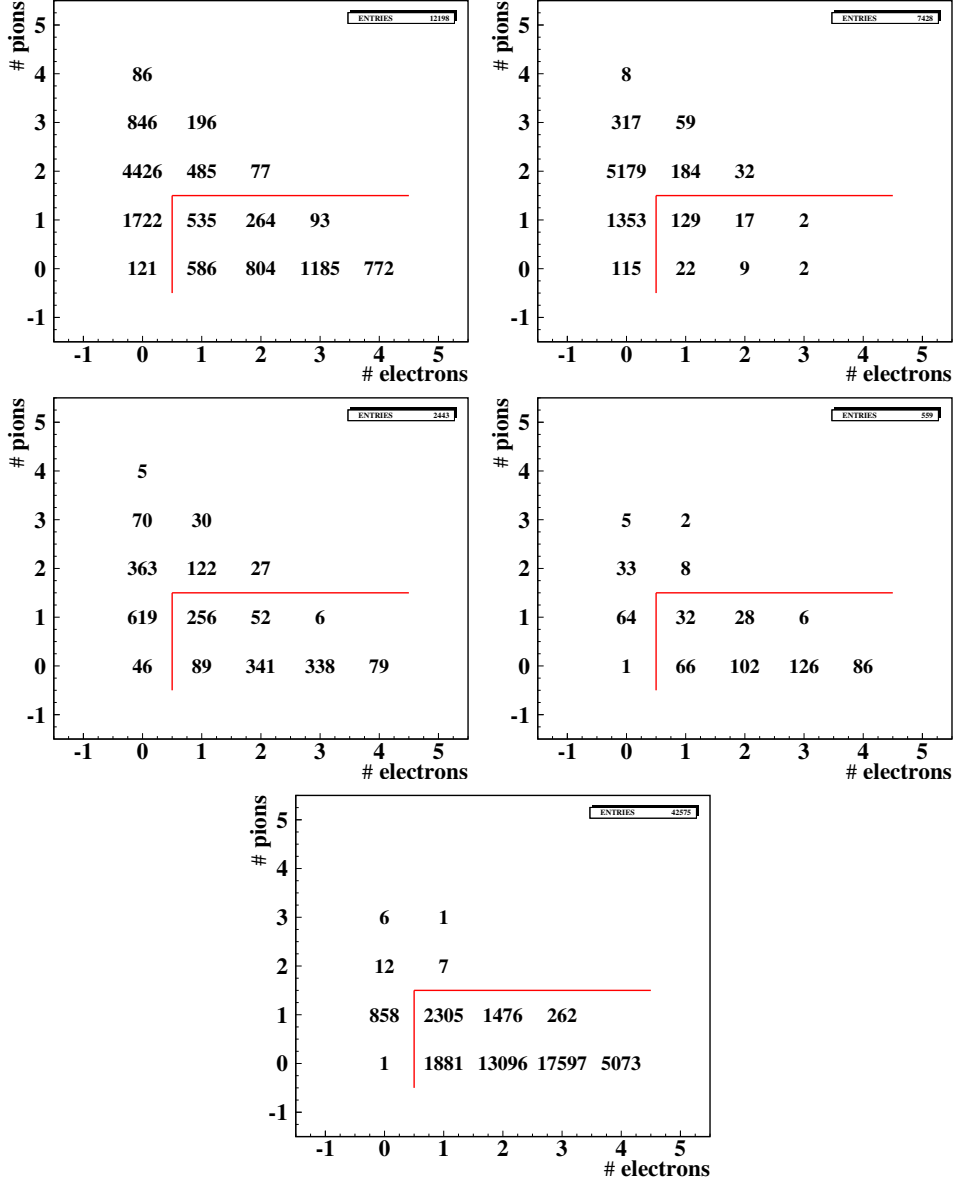 # pions
ENTRIES 12198
5
4 86
3 846 196
2 4426 485 77
1 1722 535 264 93
0 121 586 804 1185 772
-1
-1 0 1 2 3 4 5
# electrons
# pions
ENTRIES 7428
5
4 8
3 317 59
2 5179 184 32
1 1353 129 17 2
0 115 22 9 2
-1
-1 0 1 2 3 4 5
# electrons
# pions
ENTRIES 2443
5
4 5
3 70 30
2 363 122 27
1 619 256 52 6
0 46 89 341 338 79
-1
-1 0 1 2 3 4 5
# electrons
# pions
ENTRIES 559
5
4
3 5 2
2 33 8
1 64 32 28 6
0 1 66 102 126 86
-1
-1 0 1 2 3 4 5
# electrons
# pions
ENTRIES 42575
5
4
3 6 1
2 12 7
1 858 2305 1476 262
0 1 1881 13096 17597 5073
-1
-1 0 1 2 3 4 5
# electrons